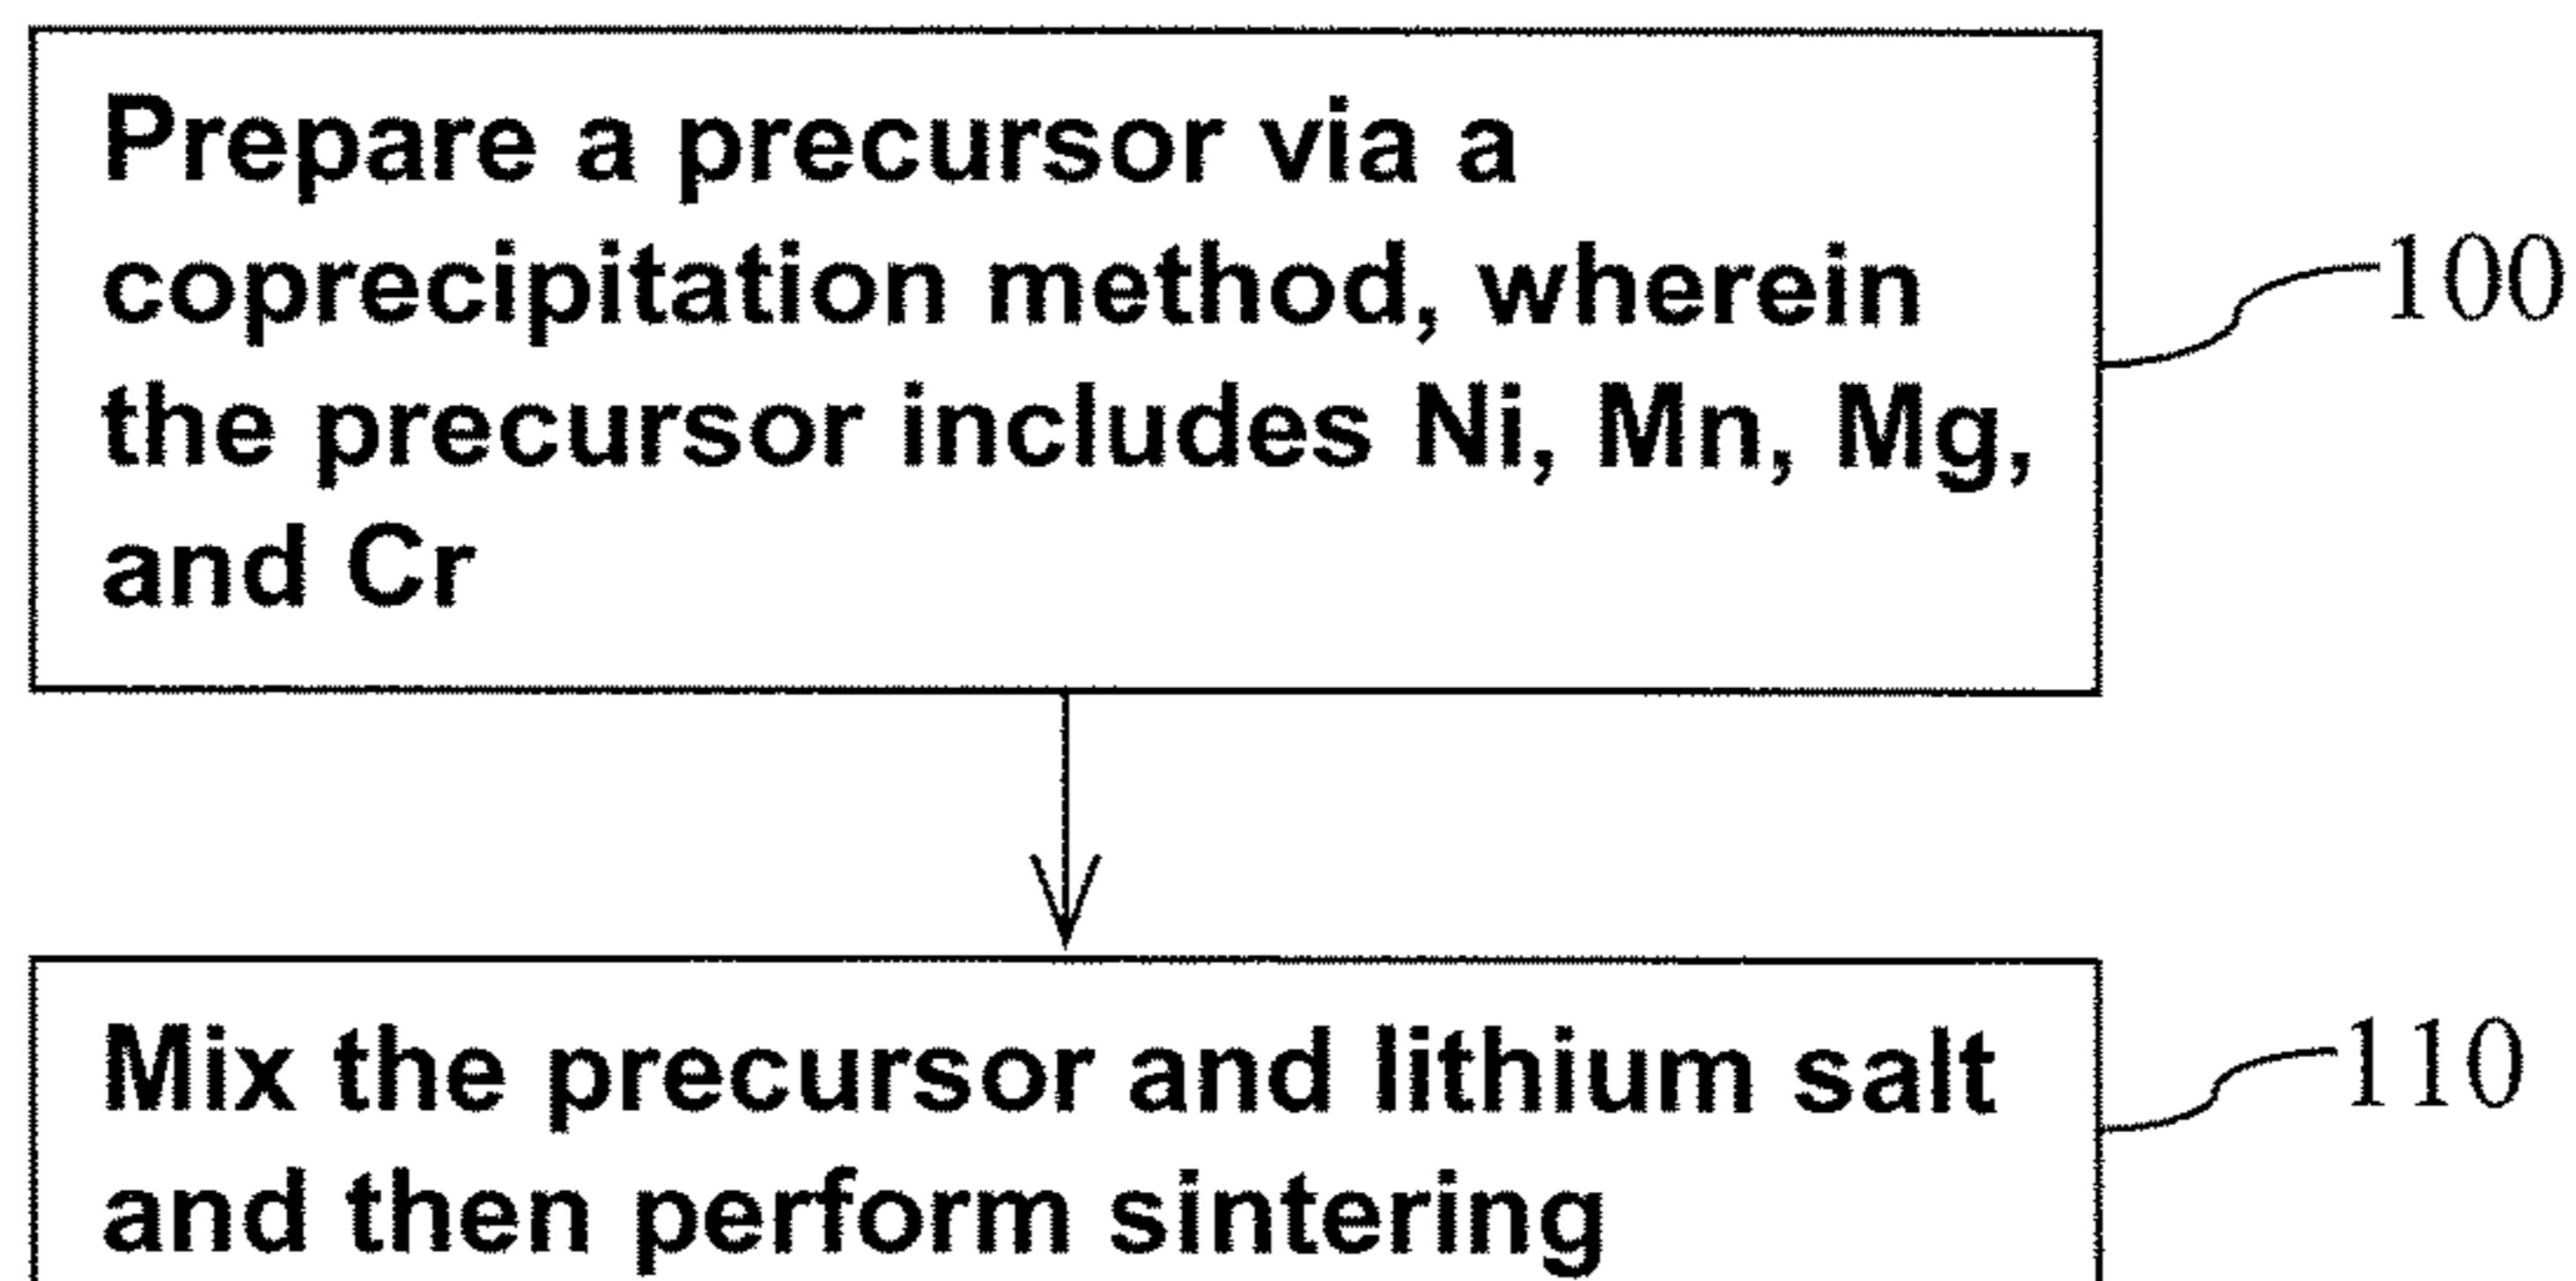 Prepare a precursor via a
coprecipitation method, wherein
the precursor includes Ni, Mn, Mg,
and Cr
100
Mix the precursor and lithium salt
and then perform sintering
110